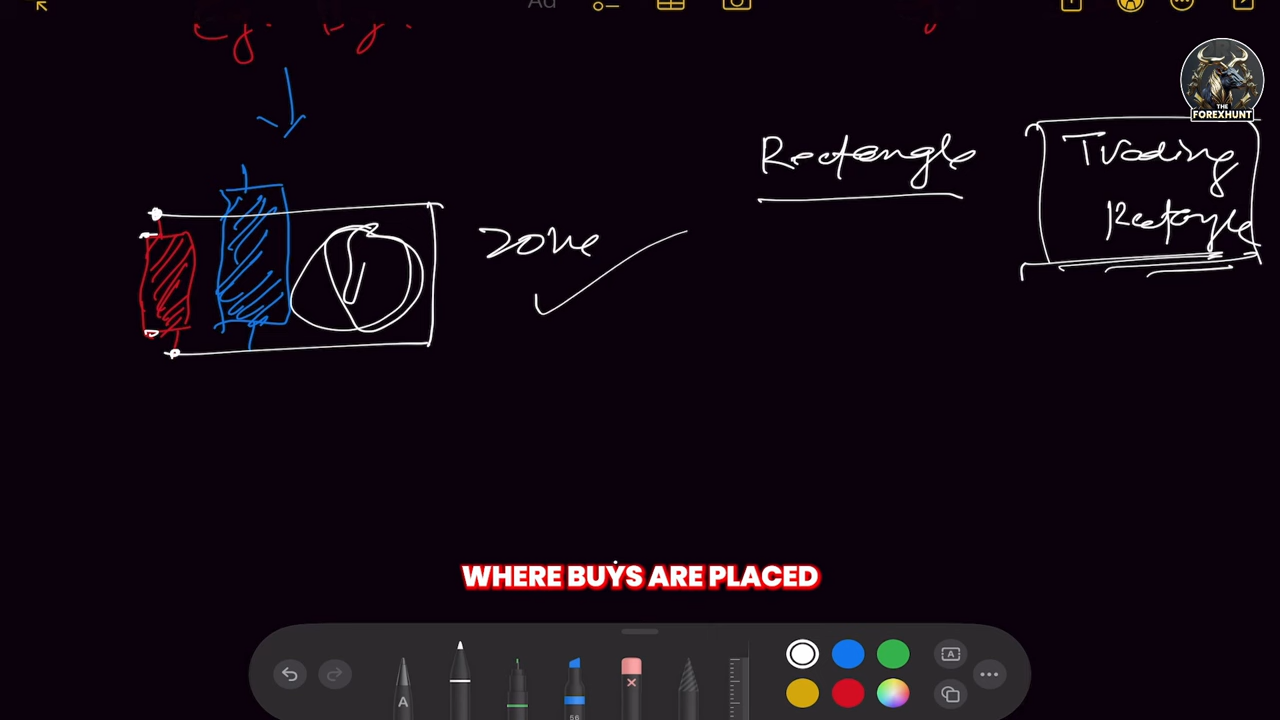 THE
FOREXHUNT
Rectangle
Trading
Rectangle
zone
WHERE BUYS ARE PLACED